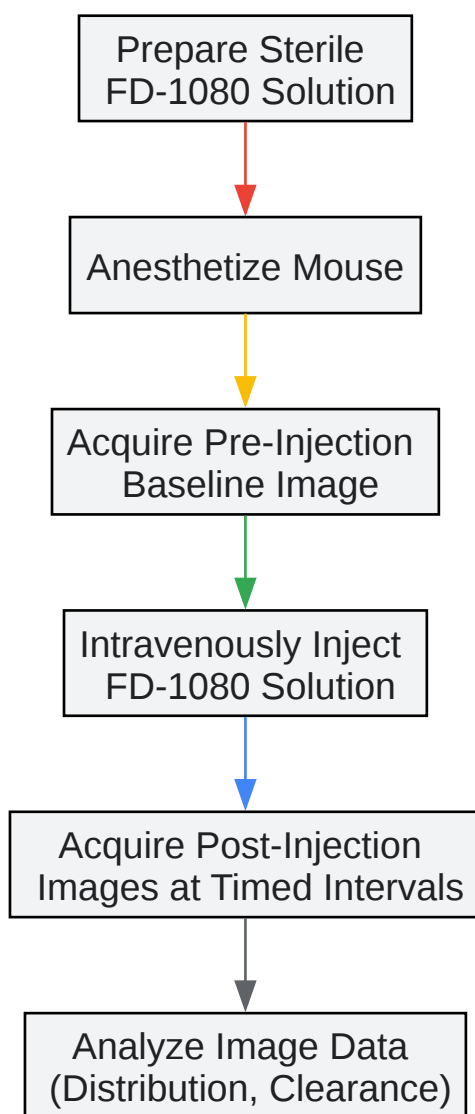 Prepare Sterile
FD-1080 Solution
Anesthetize Mouse
Acquire Pre-Injection
Baseline Image
Intravenously Inject
FD-1080 Solution
Acquire Post-Injection
Images at Timed Intervals
Analyze Image Data
(Distribution, Clearance)